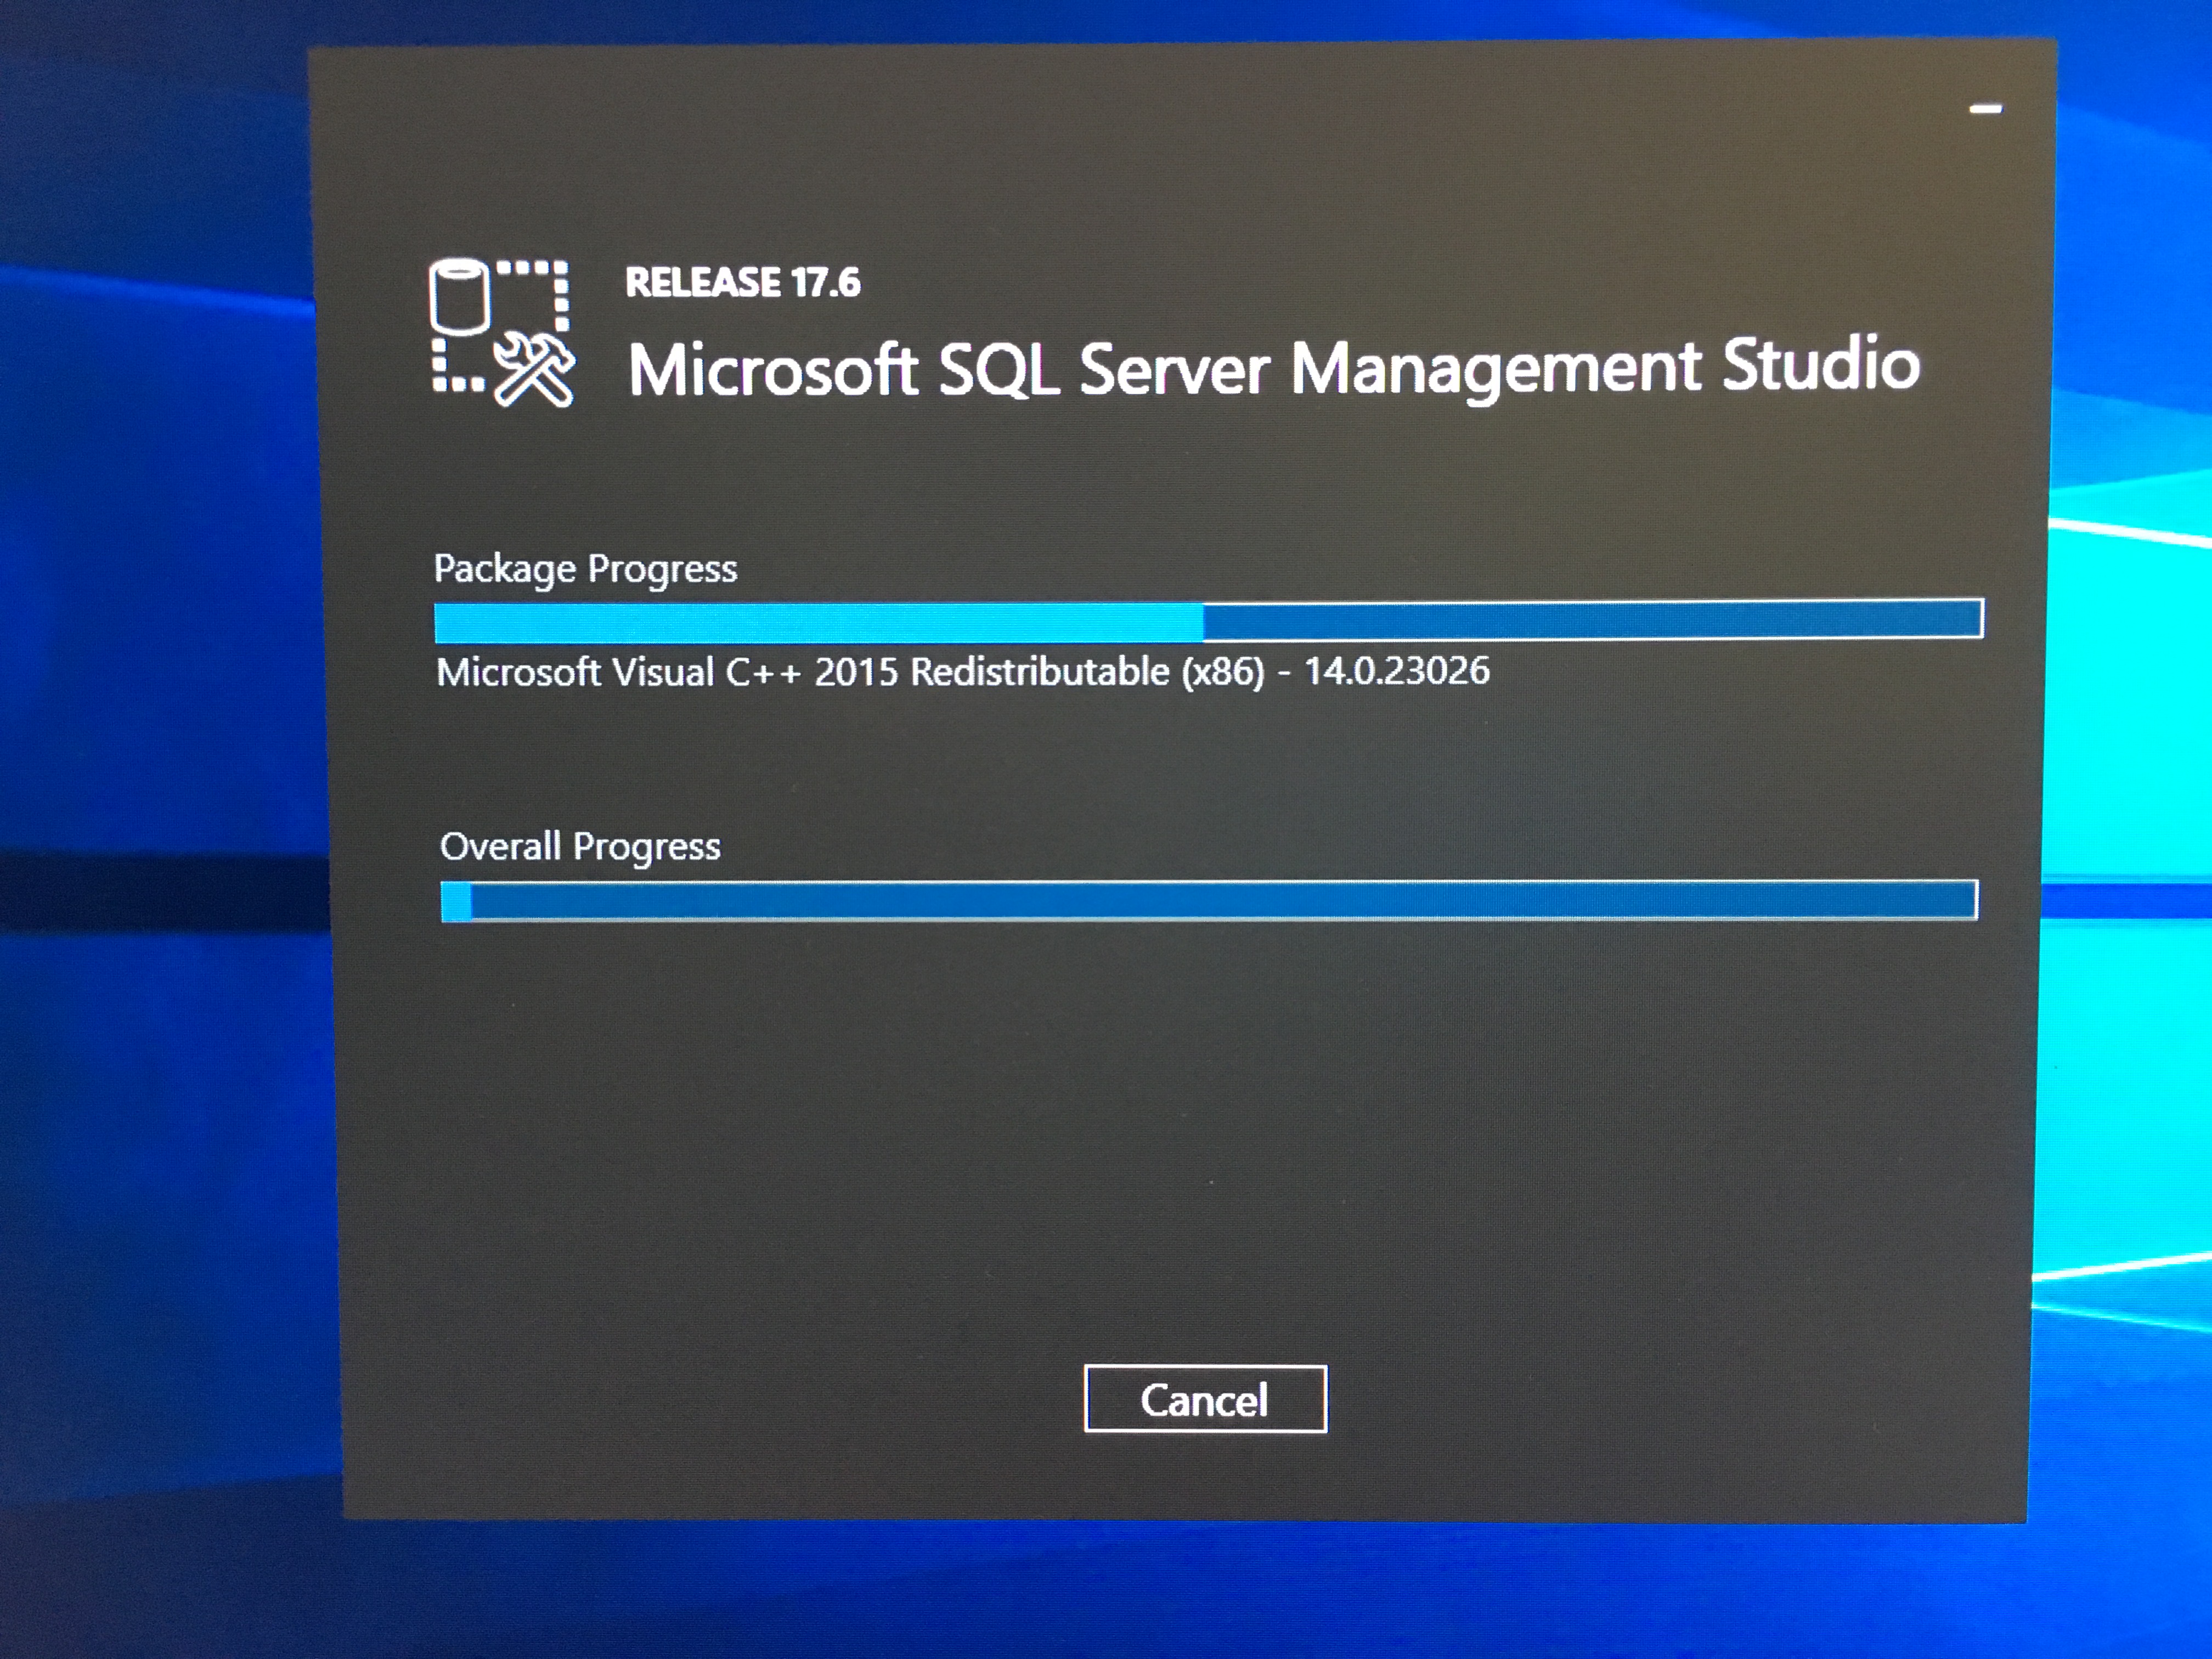 RELEASE 17.6
Microsoft SQL Server Management Studio
Package Progress
Microsoft Visual C++ 2015 Redistributable (x86) - 14.0.23026
Overall Progress
Cancel